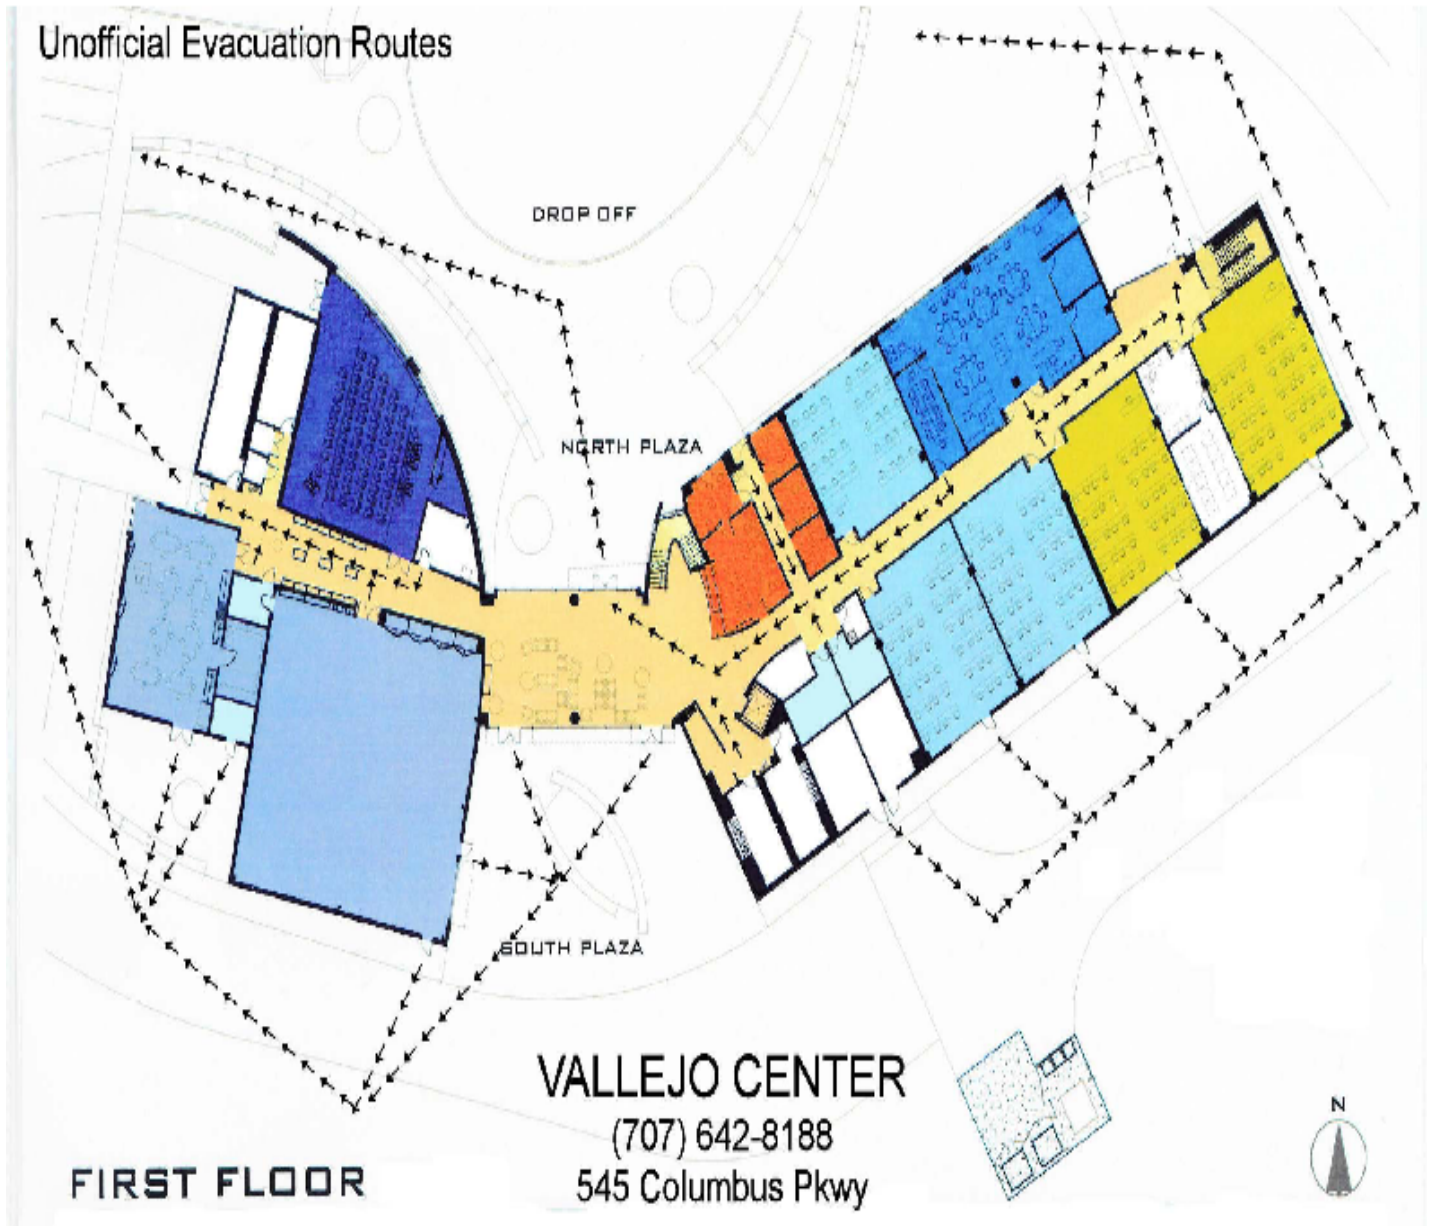 Unofficial Evacuation Routes
DROP OFF
NORTH PLAZA
SOUTH PLAZA
VALLEJO CENTER
(707) 642-8188
545 Columbus Pkwy
N
FIRST FLOOR